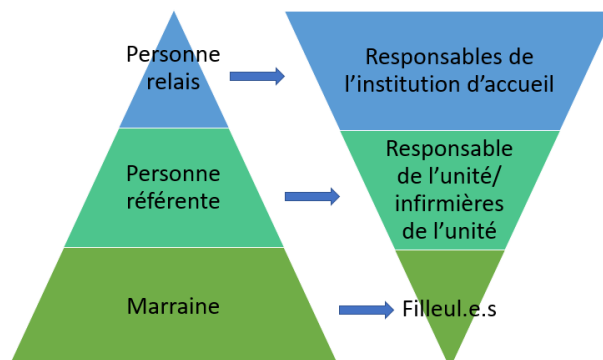 Personne
relais
Responsables de
l'institution d'accueil
Personne
référente
Responsable
de l'unité/
infirmières
de l'unité
Marraine
Filleul.e.s